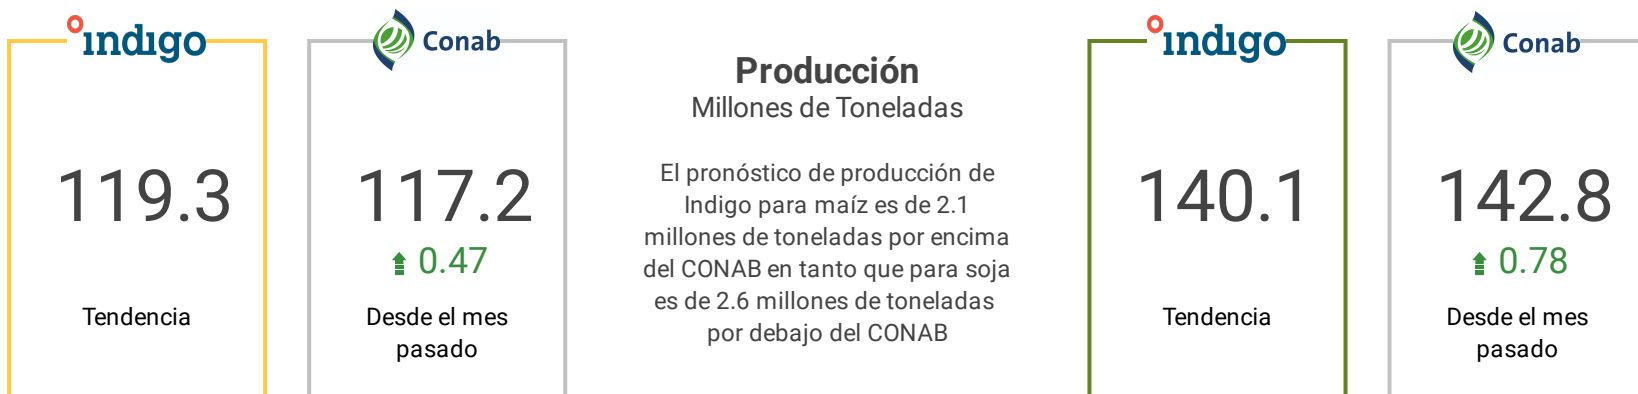 indigo
119.3
Tendencia
Conab
117.2
0.47
Desde el mes
pasado
Producción
Millones de Toneladas
El pronóstico de producción de
Indigo para maíz es de 2.1
millones de toneladas por encima
del CONAB en tanto que para soja
es de 2.6 millones de toneladas
por debajo del CONAB
indigo
140.1
Tendencia
Conab
142.8
0.78
Desde el mes
pasado